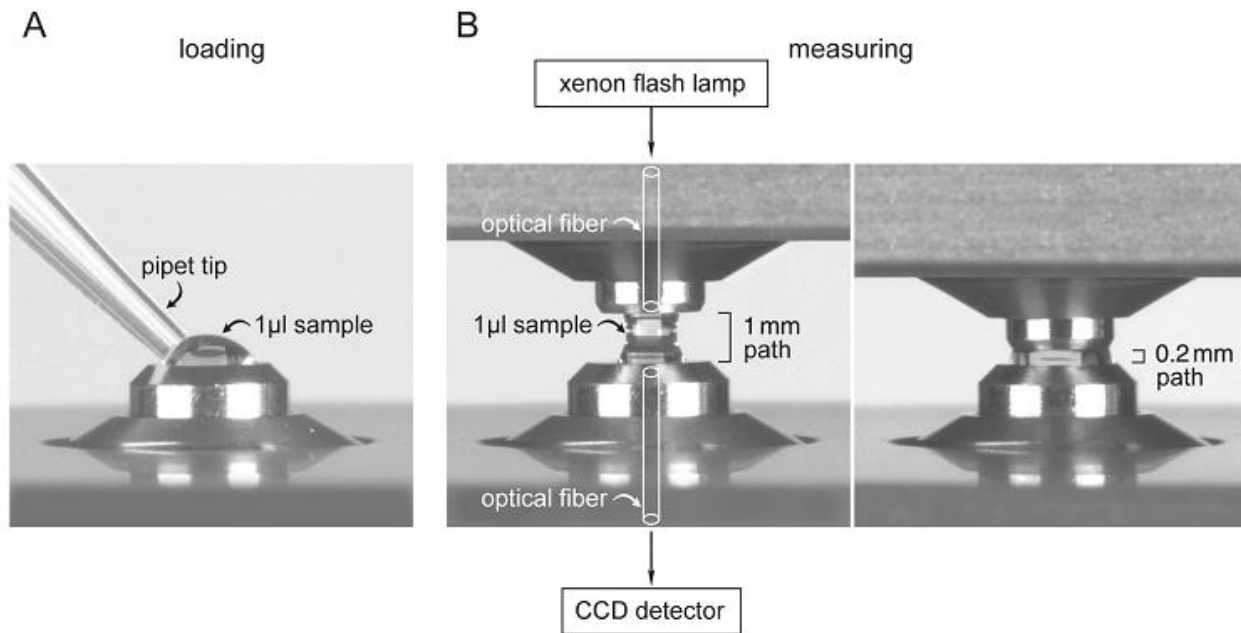 A
loading
pipet tip
1µl sample
B
measuring
xenon flash lamp
optical fiber
1µl sample
1 mm
path
optical fiber
CCD detector
0.2 mm
path